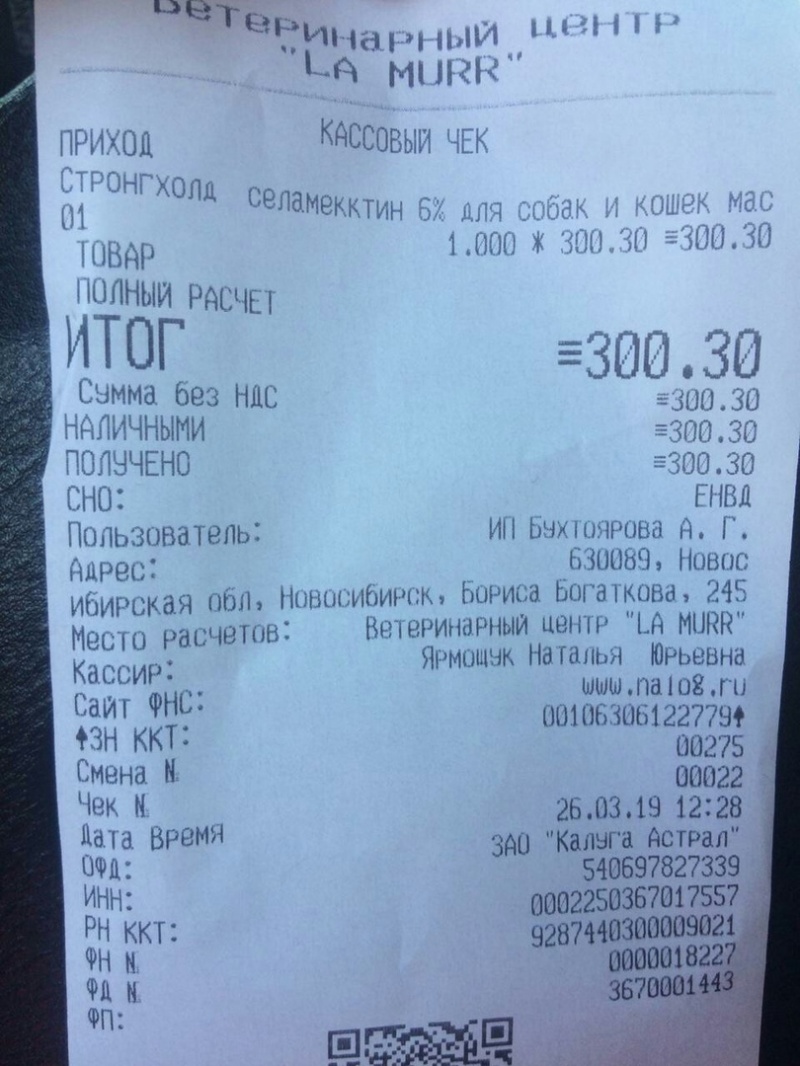 Ветеринарный центр
"LA MURR"
КАССОВЫЙ ЧЕК
ПРИХОД
СТРОНГХОЛД селамекктин 6% для собак и кошек мас
01 1.000 * 300.30 ≡300.30
ТОВАР
ПОЛНЫЙ РАСЧЕТ
ИТОГ ≡300.30
Сумма без НДС ≡300.30
НАЛИЧНЫМИ ≡300.30
ПОЛУЧЕНО ≡300.30
СНО: ЕНВД
Пользователь: ИП Бухтоярова А. Г.
Адрес: 630089, Новос
ибирская обл, Новосибирск, Бориса Богаткова, 245
Место расчетов: Ветеринарный центр "LA MURR"
Кассир: Ярмощук Наталья Юрьевна
Сайт ФНС: www.nalog.ru
↑ЗН ККТ: 00106306122779↑
Смена № 00275
Чек № 00022
Дата Время 26.03.19 12:28
ОФД: ЗАО "Калуга Астрал"
ИНН: 540697827339
РН ККТ: 0002250367017557
ФН № 9287440300009021
ФД № 0000018227
ФП: 3670001443